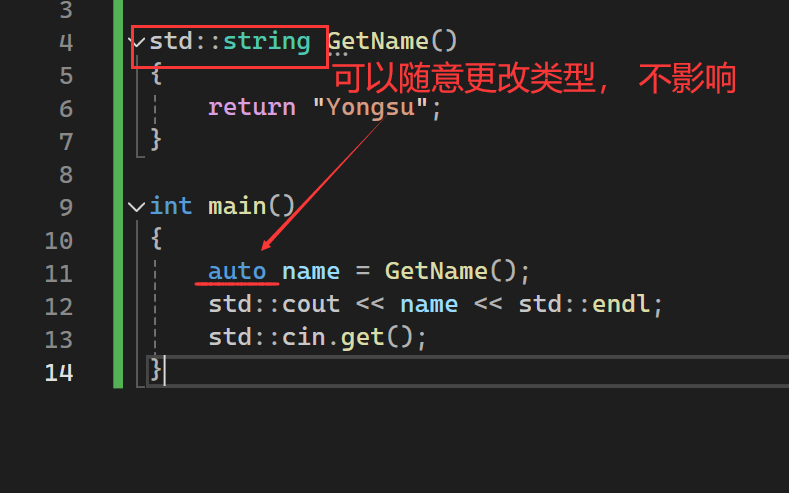 3
4 std::string GetName()
可以随意更改类型， 不影响
5 {
6     return "Yongsu";
7 }
8
9 int main()
10 {
11     auto name = GetName();
12     std::cout << name << std::endl;
13     std::cin.get();
14 }